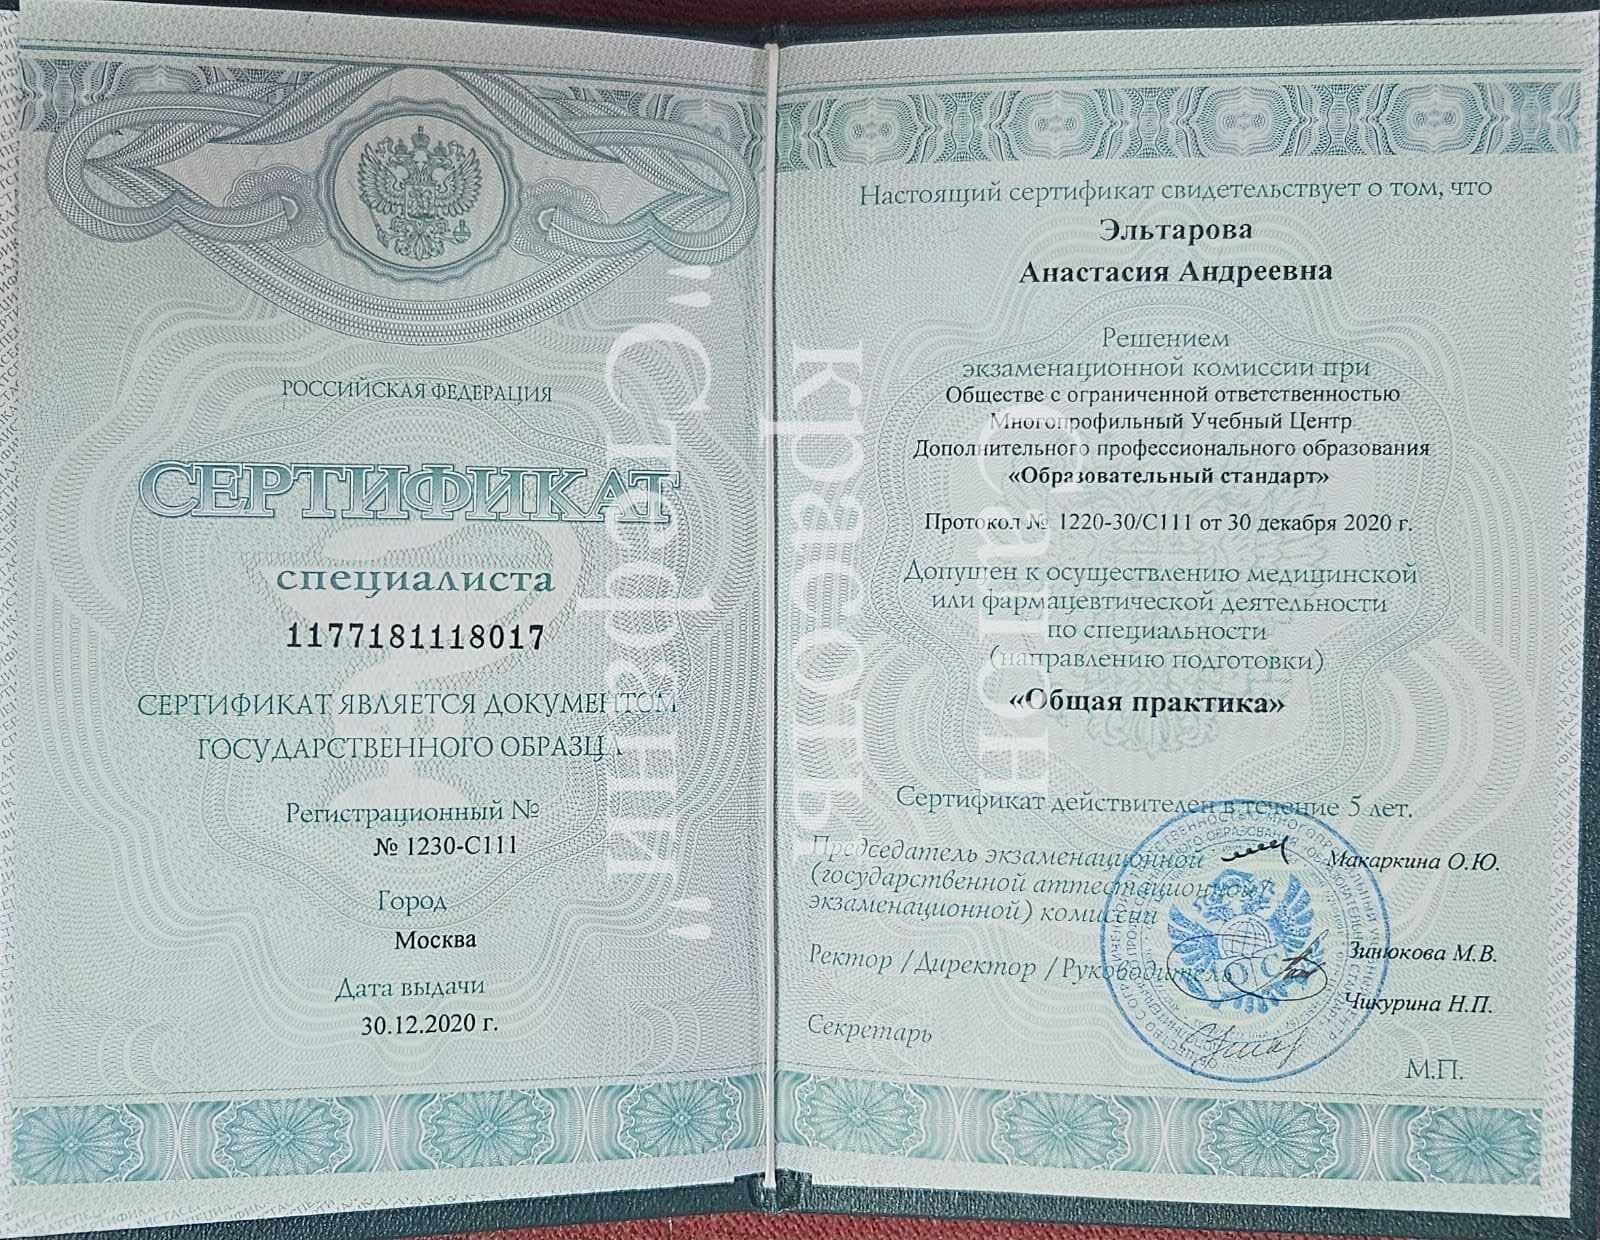 РОССИЙСКАЯ ФЕДЕРАЦИЯ
СЕРТИФИКАТ
специалиста
1177181118017
СЕРТИФИКАТ ЯВЛЯЕТСЯ ДОКУМЕНТОМ
ГОСУДАРСТВЕННОГО ОБРАЗЦА
Регистрационный №
№ 1230-С111
Город
Москва
Дата выдачи
30.12.2020 г.
Настоящий сертификат свидетельствует о том, что
Эльтарова
Анастасия Андреевна
Решением
экзаменационной комиссии при
Обществе с ограниченной ответственностью
Многопрофильный Учебный Центр
Дополнительного профессионального образования
«Образовательный стандарт»
Протокол № 1220-30/С111 от 30 декабря 2020 г.
Допущен к осуществлению медицинской
или фармацевтической деятельности
по специальности
(направлению подготовки)
«Общая практика»
Сертификат действителен в течение 5 лет.
Председатель экзаменационной Макаркина О.Ю.
(государственной аттестационной
экзаменационной) комиссии
Зинюкова М.В.
Ректор /Директор /Руководитель
Чикурина Н.П.
Секретарь
М.П.
Салон
красоты
"Стефани"